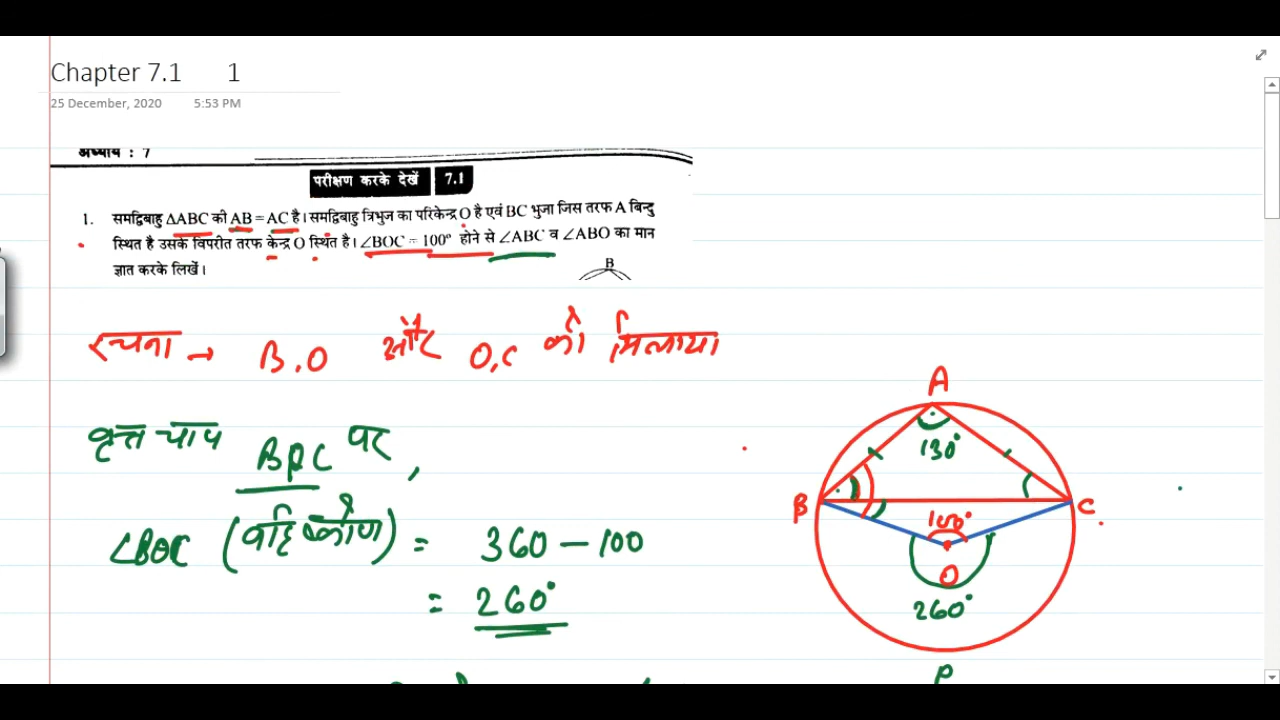 Chapter 7.1 1
25 December, 2020 5:53 PM
अध्याय : 7
परीक्षण करके देखें 7.1
1. समद्विबाहु ΔABC की AB = AC है। समद्विबाहु त्रिभुज का परिकेन्द्र O है एवं BC भुजा जिस तरफ A बिन्दु
स्थित है उसके विपरीत तरफ केन्द्र O स्थित है। ∠BOC = 100° होने से ∠ABC व ∠ABO का मान
ज्ञात करके लिखें।
B
रचना → B,O और O,C को मिलाया
वृत्त चाप BPC पर,
∠BOC (वहिष्कोण) = 360 - 100
= 260°
A
130°
B
C
100°
O
260°
P